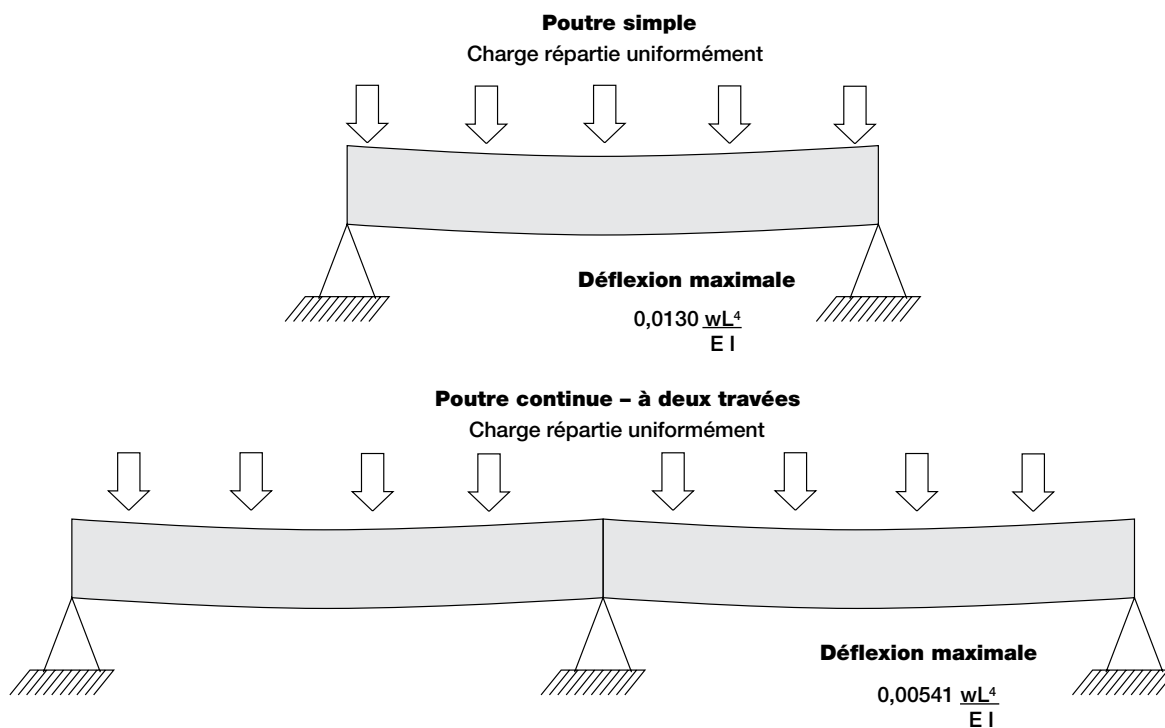 Poutre simple
Charge répartie uniformément
Déflexion maximale
0,0130 wL⁴
E I
Poutre continue – à deux travées
Charge répartie uniformément
Déflexion maximale
0,00541 wL⁴
E I